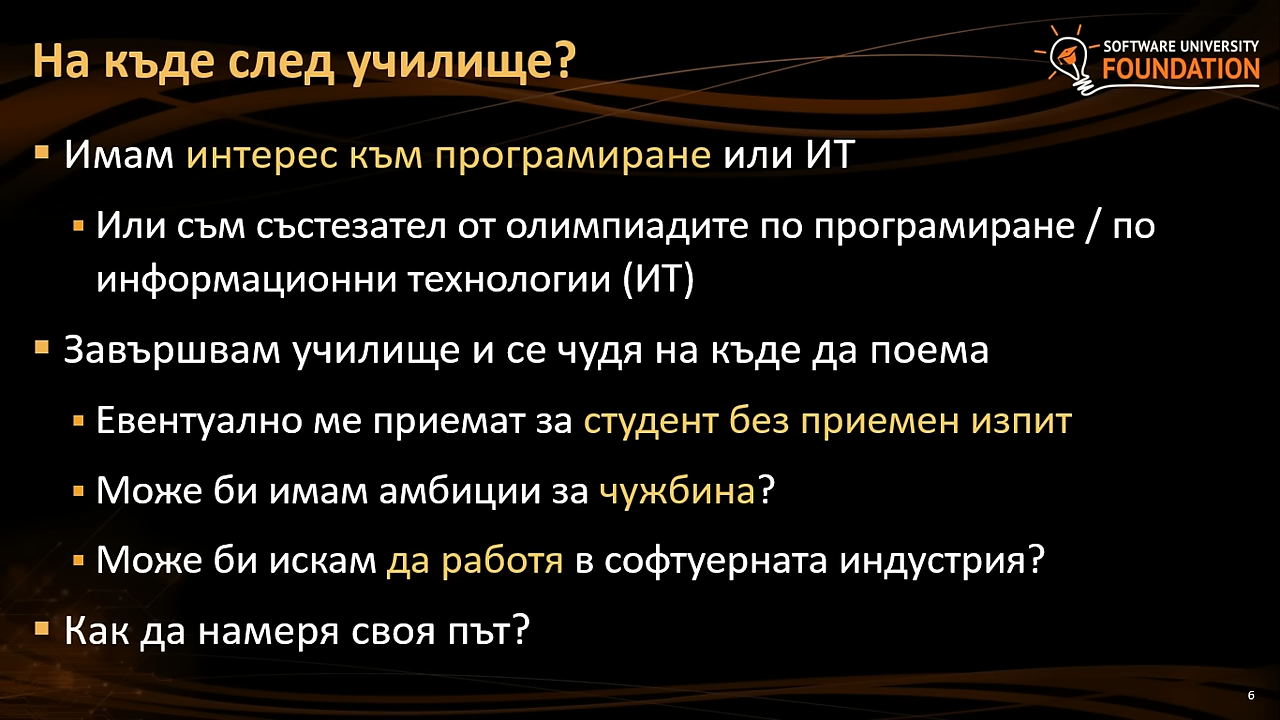 На къде след училище?
SOFTWARE UNIVERSITY
FOUNDATION
Имам интерес към програмиране или ИТ
Или съм състезател от олимпиадите по програмиране / по
информационни технологии (ИТ)
Завършвам училище и се чудя на къде да поема
Евентуално ме приемат за студент без приемен изпит
Може би имам амбиции за чужбина?
Може би искам да работя в софтуерната индустрия?
Как да намеря своя път?
6